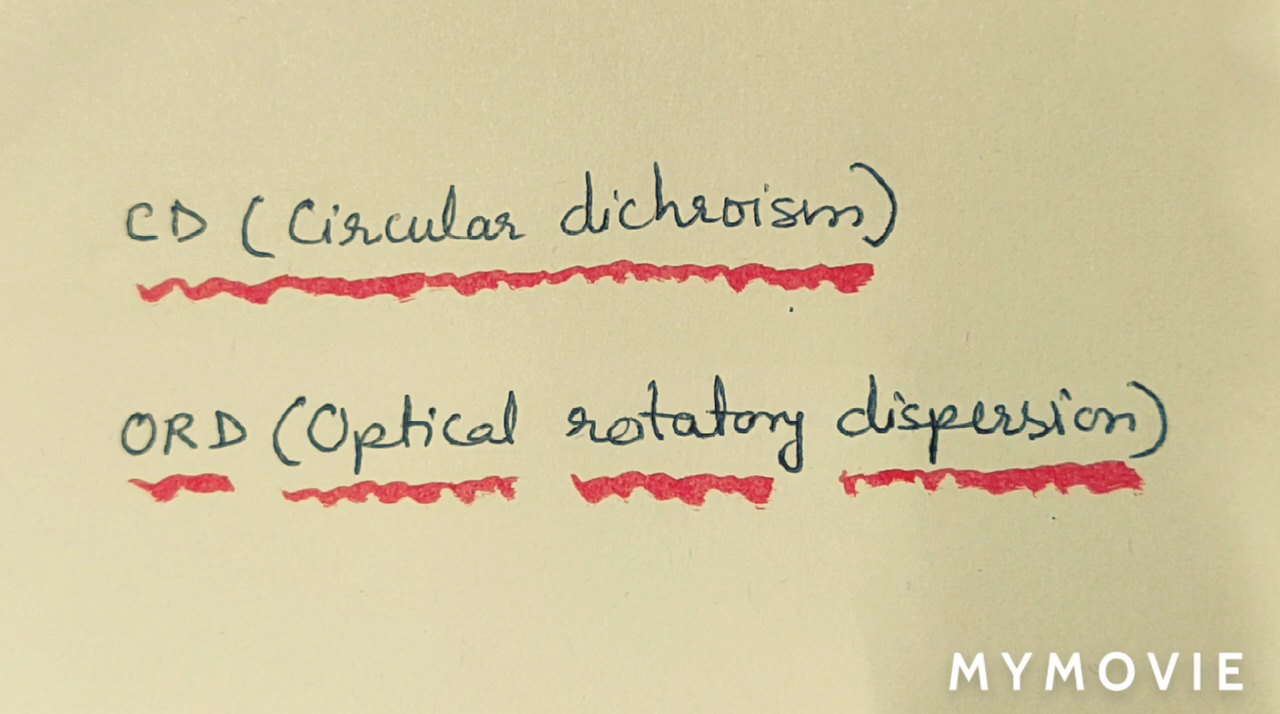 CD (Circular dichroism)
ORD (Optical rotatory dispersion)
MYMOVIE